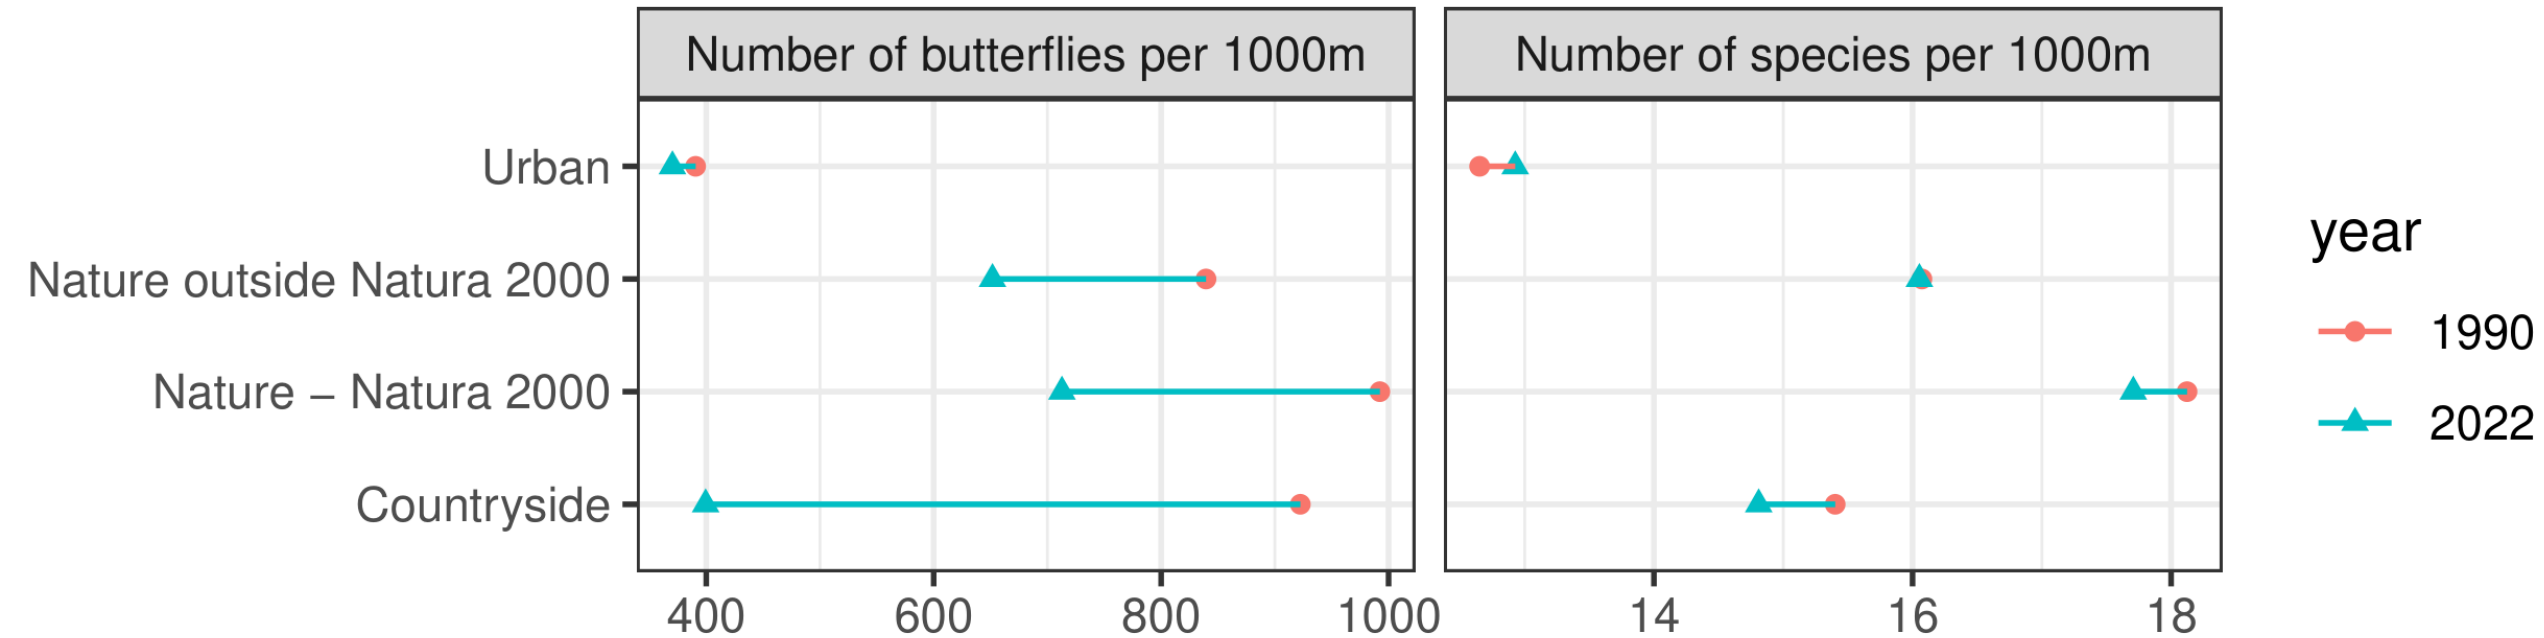 Number of butterflies per 1000m
Number of species per 1000m
Urban
Nature outside Natura 2000
Nature – Natura 2000
Countryside
400 600 800 1000
14 16 18
year
1990
2022